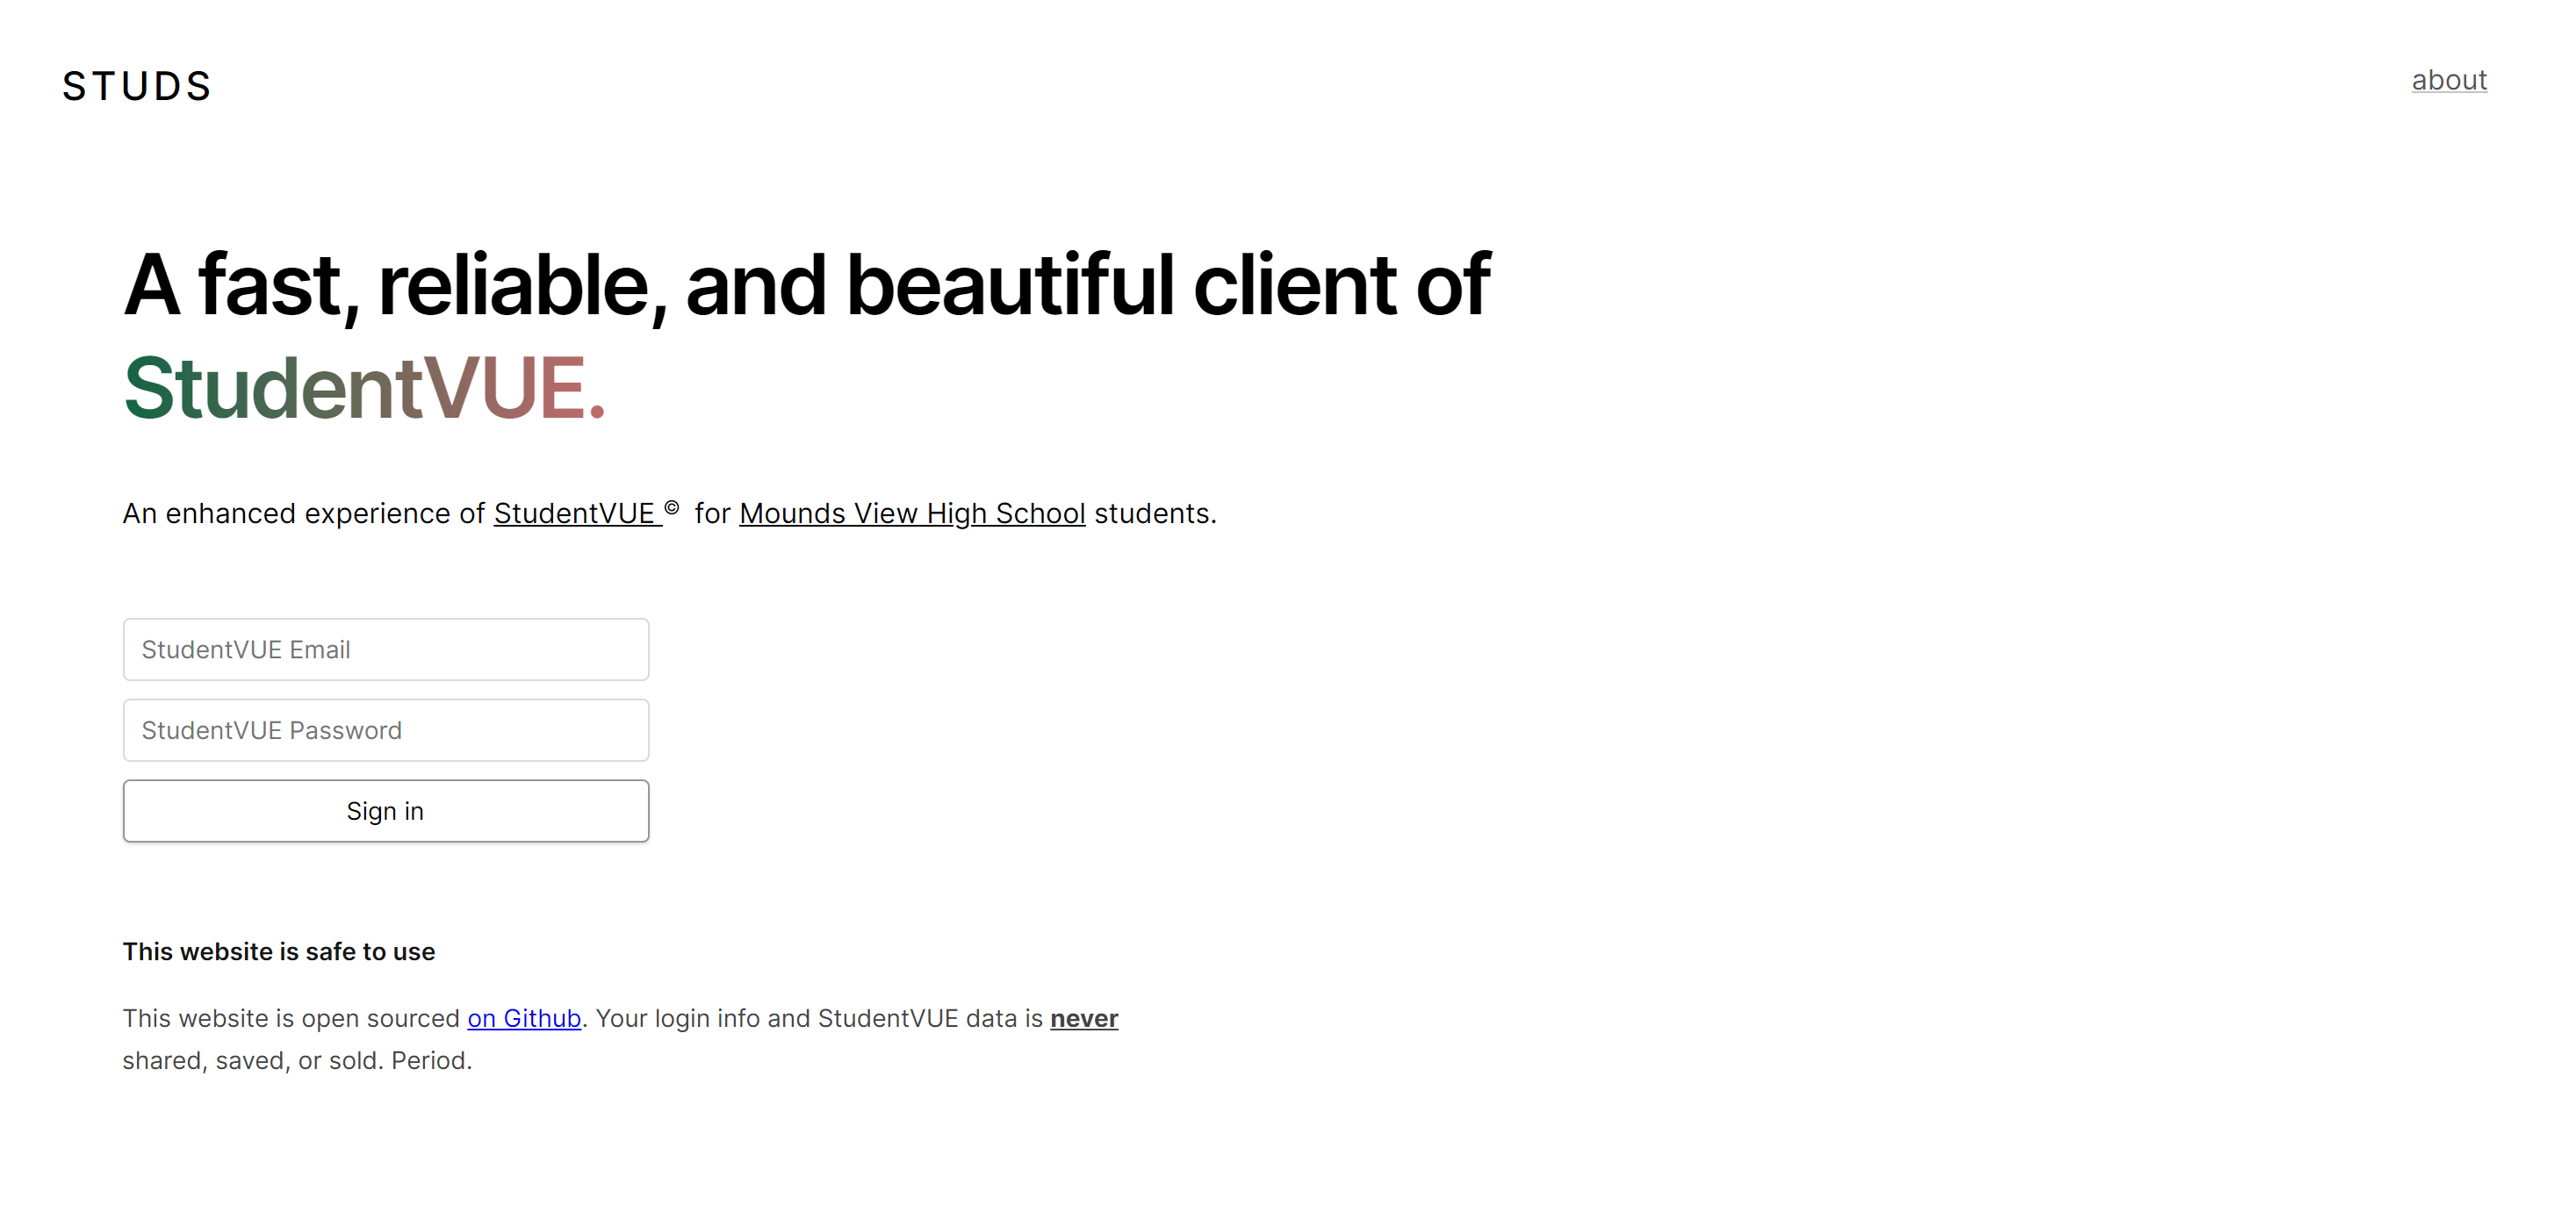 STUDS
about
A fast, reliable, and beautiful client of
StudentVUE.
An enhanced experience of StudentVUE © for Mounds View High School students.
StudentVUE Email
StudentVUE Password
Sign in
This website is safe to use
This website is open sourced on Github. Your login info and StudentVUE data is never
shared, saved, or sold. Period.